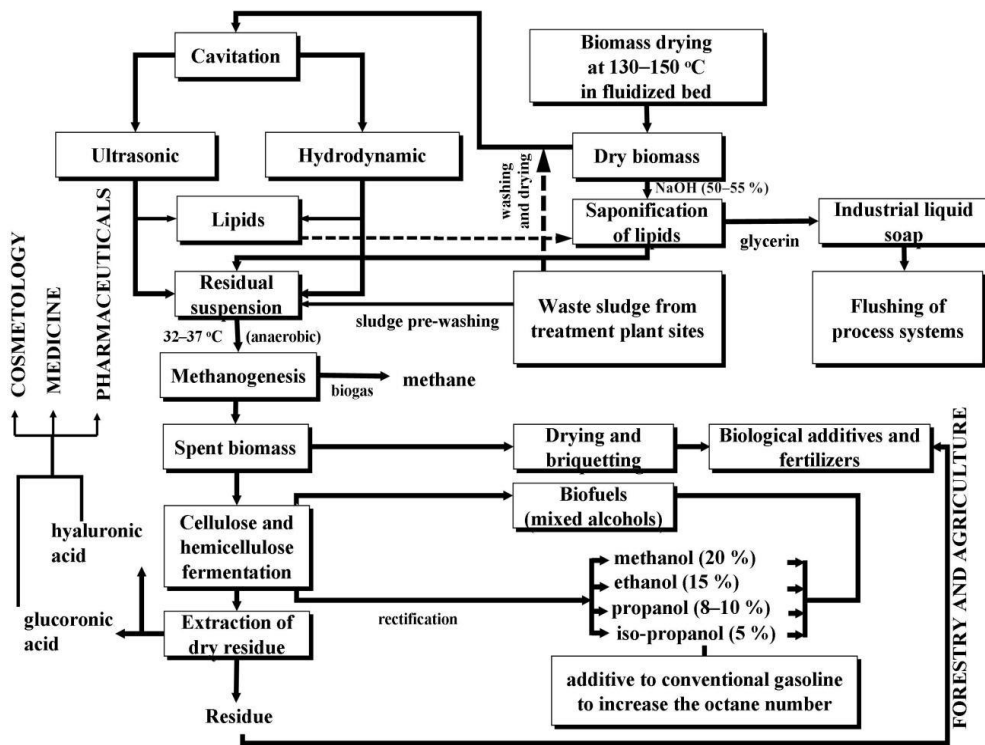 Cavitation
Biomass drying
at 130–150 °C
in fluidized bed
Ultrasonic
Hydrodynamic
Dry biomass
washing
and drying
NaOH (50–55 %)
Lipids
Saponification
of lipids
glycerin
Industrial liquid
soap
Residual
suspension
sludge pre-washing
Waste sludge from
treatment plant sites
Flushing of
process systems
COSMETOLOGY
MEDICINE
PHARMACEUTICALS
32–37 °C
(anaerobic)
Methanogenesis
biogas
methane
Spent biomass
Drying and
briquetting
Biological additives and
fertilizers
Cellulose and
hemicellulose
fermentation
Biofuels
(mixed alcohols)
hyaluronic
acid
methanol (20 %)
ethanol (15 %)
propanol (8–10 %)
iso-propanol (5 %)
rectification
glucoronic
acid
Extraction of
dry residue
additive to conventional gasoline
to increase the octane number
Residue
FORESTRY AND AGRICULTURE